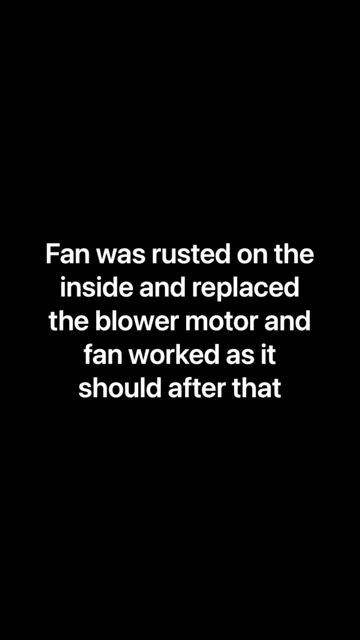 Fan was rusted on the
inside and replaced
the blower motor and
fan worked as it
should after that